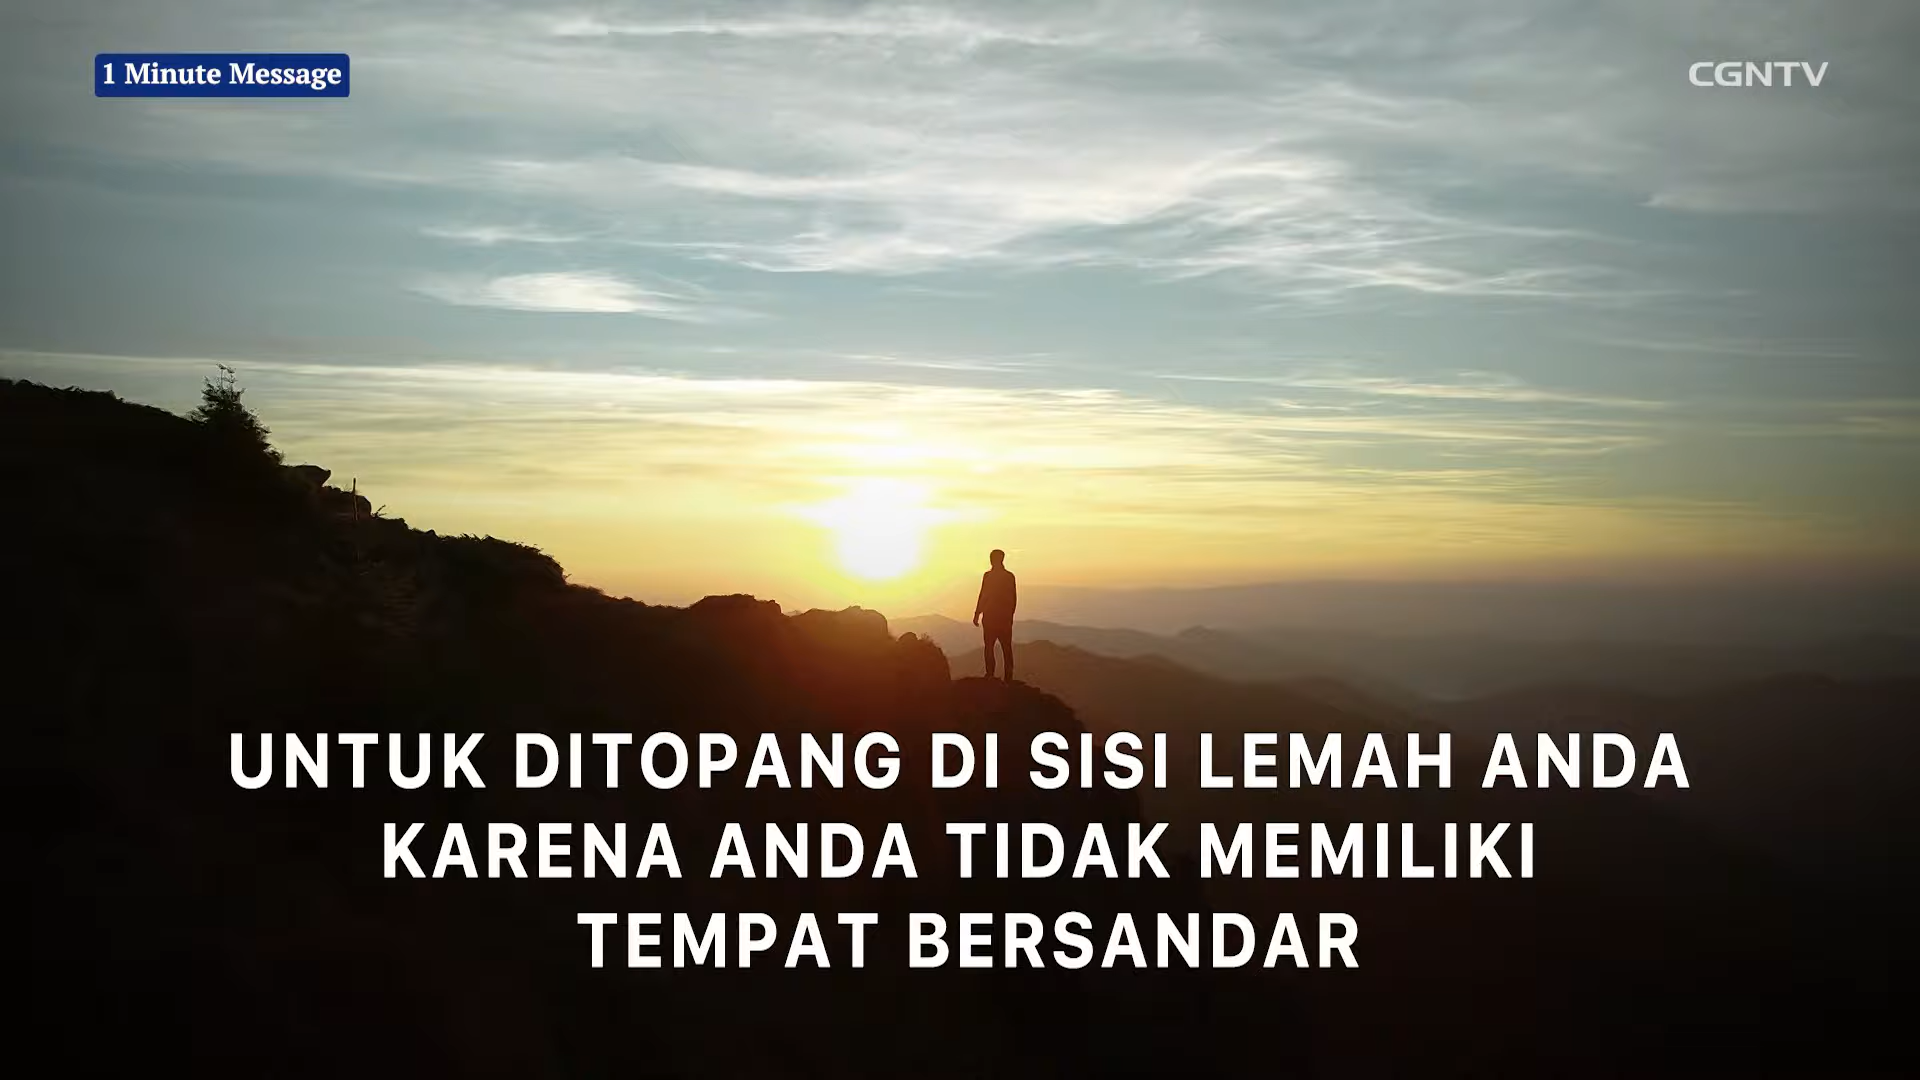 1 Minute Message
CGNTV
UNTUK DITOPANG DI SISI LEMAH ANDA
KARENA ANDA TIDAK MEMILIKI
TEMPAT BERSANDAR